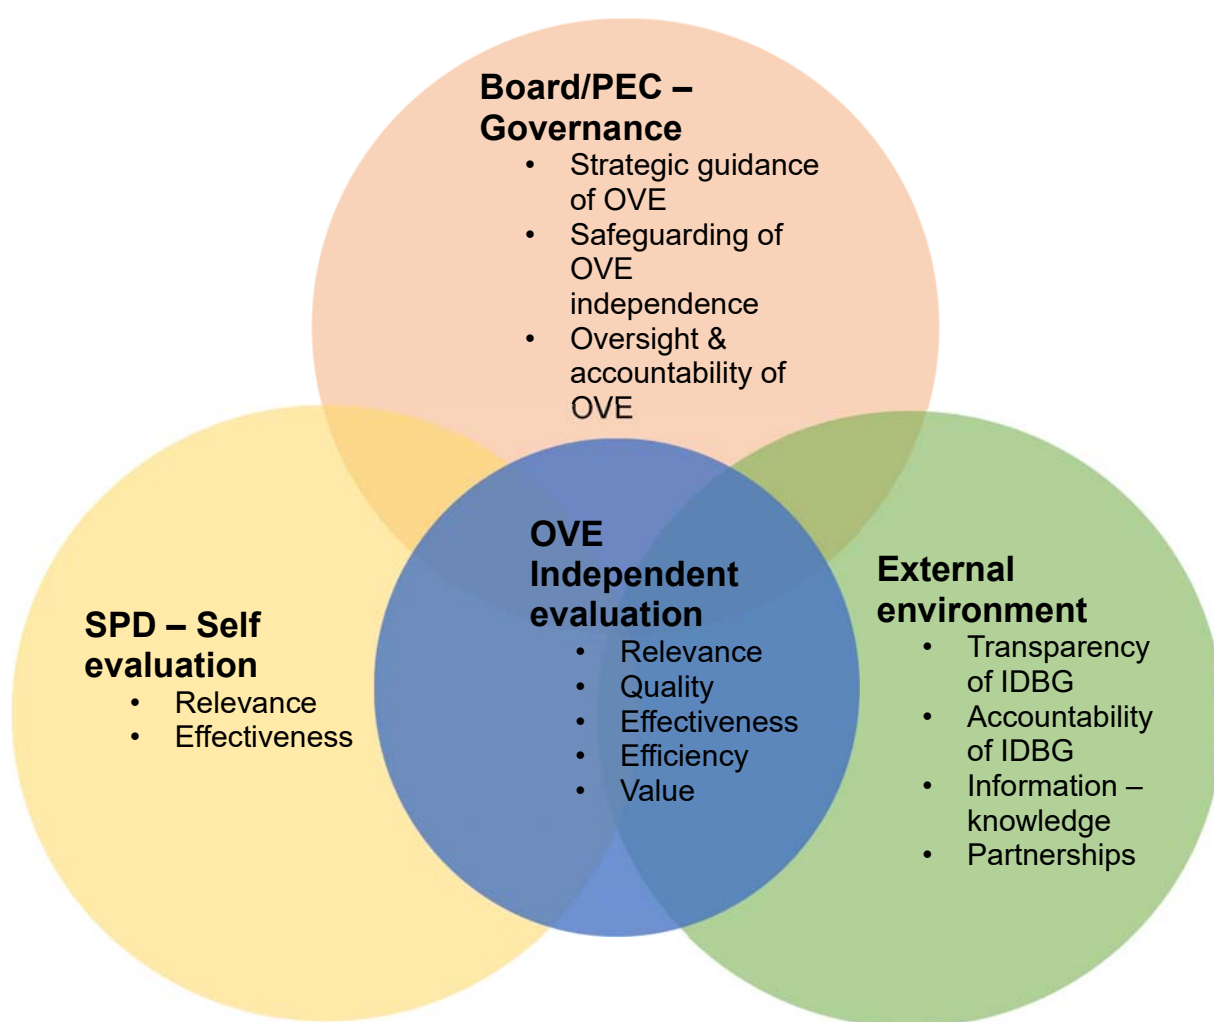 Board/PEC –
Governance
• Strategic guidance
of OVE
• Safeguarding of
OVE
independence
• Oversight &
accountability of
OVE
OVE
Independent
evaluation
• Relevance
• Quality
• Effectiveness
• Efficiency
• Value
SPD – Self
evaluation
• Relevance
• Effectiveness
External
environment
• Transparency
of IDBG
• Accountability
of IDBG
• Information –
knowledge
• Partnerships